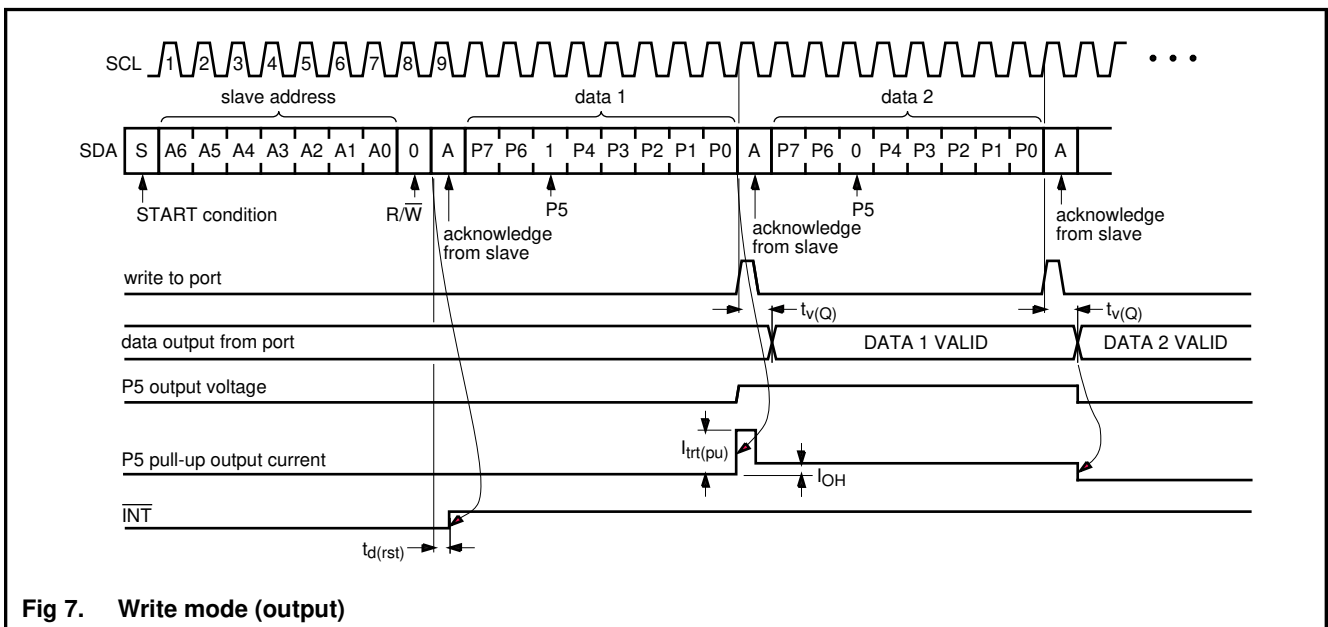 SCL 1 2 3 4 5 6 7 8 9 • • •
slave address data 1 data 2
SDA S A6 A5 A4 A3 A2 A1 A0 0 A P7 P6 1 P4 P3 P2 P1 P0 A P7 P6 0 P4 P3 P2 P1 P0 A
START condition R/W̅ P5 P5
acknowledge
from slave
acknowledge
from slave
acknowledge
from slave
write to port
tv(Q) tv(Q)
data output from port DATA 1 VALID DATA 2 VALID
P5 output voltage
Itrt(pu)
P5 pull-up output current
IOH
I̅N̅T̅
td(rst)
Fig 7. Write mode (output)